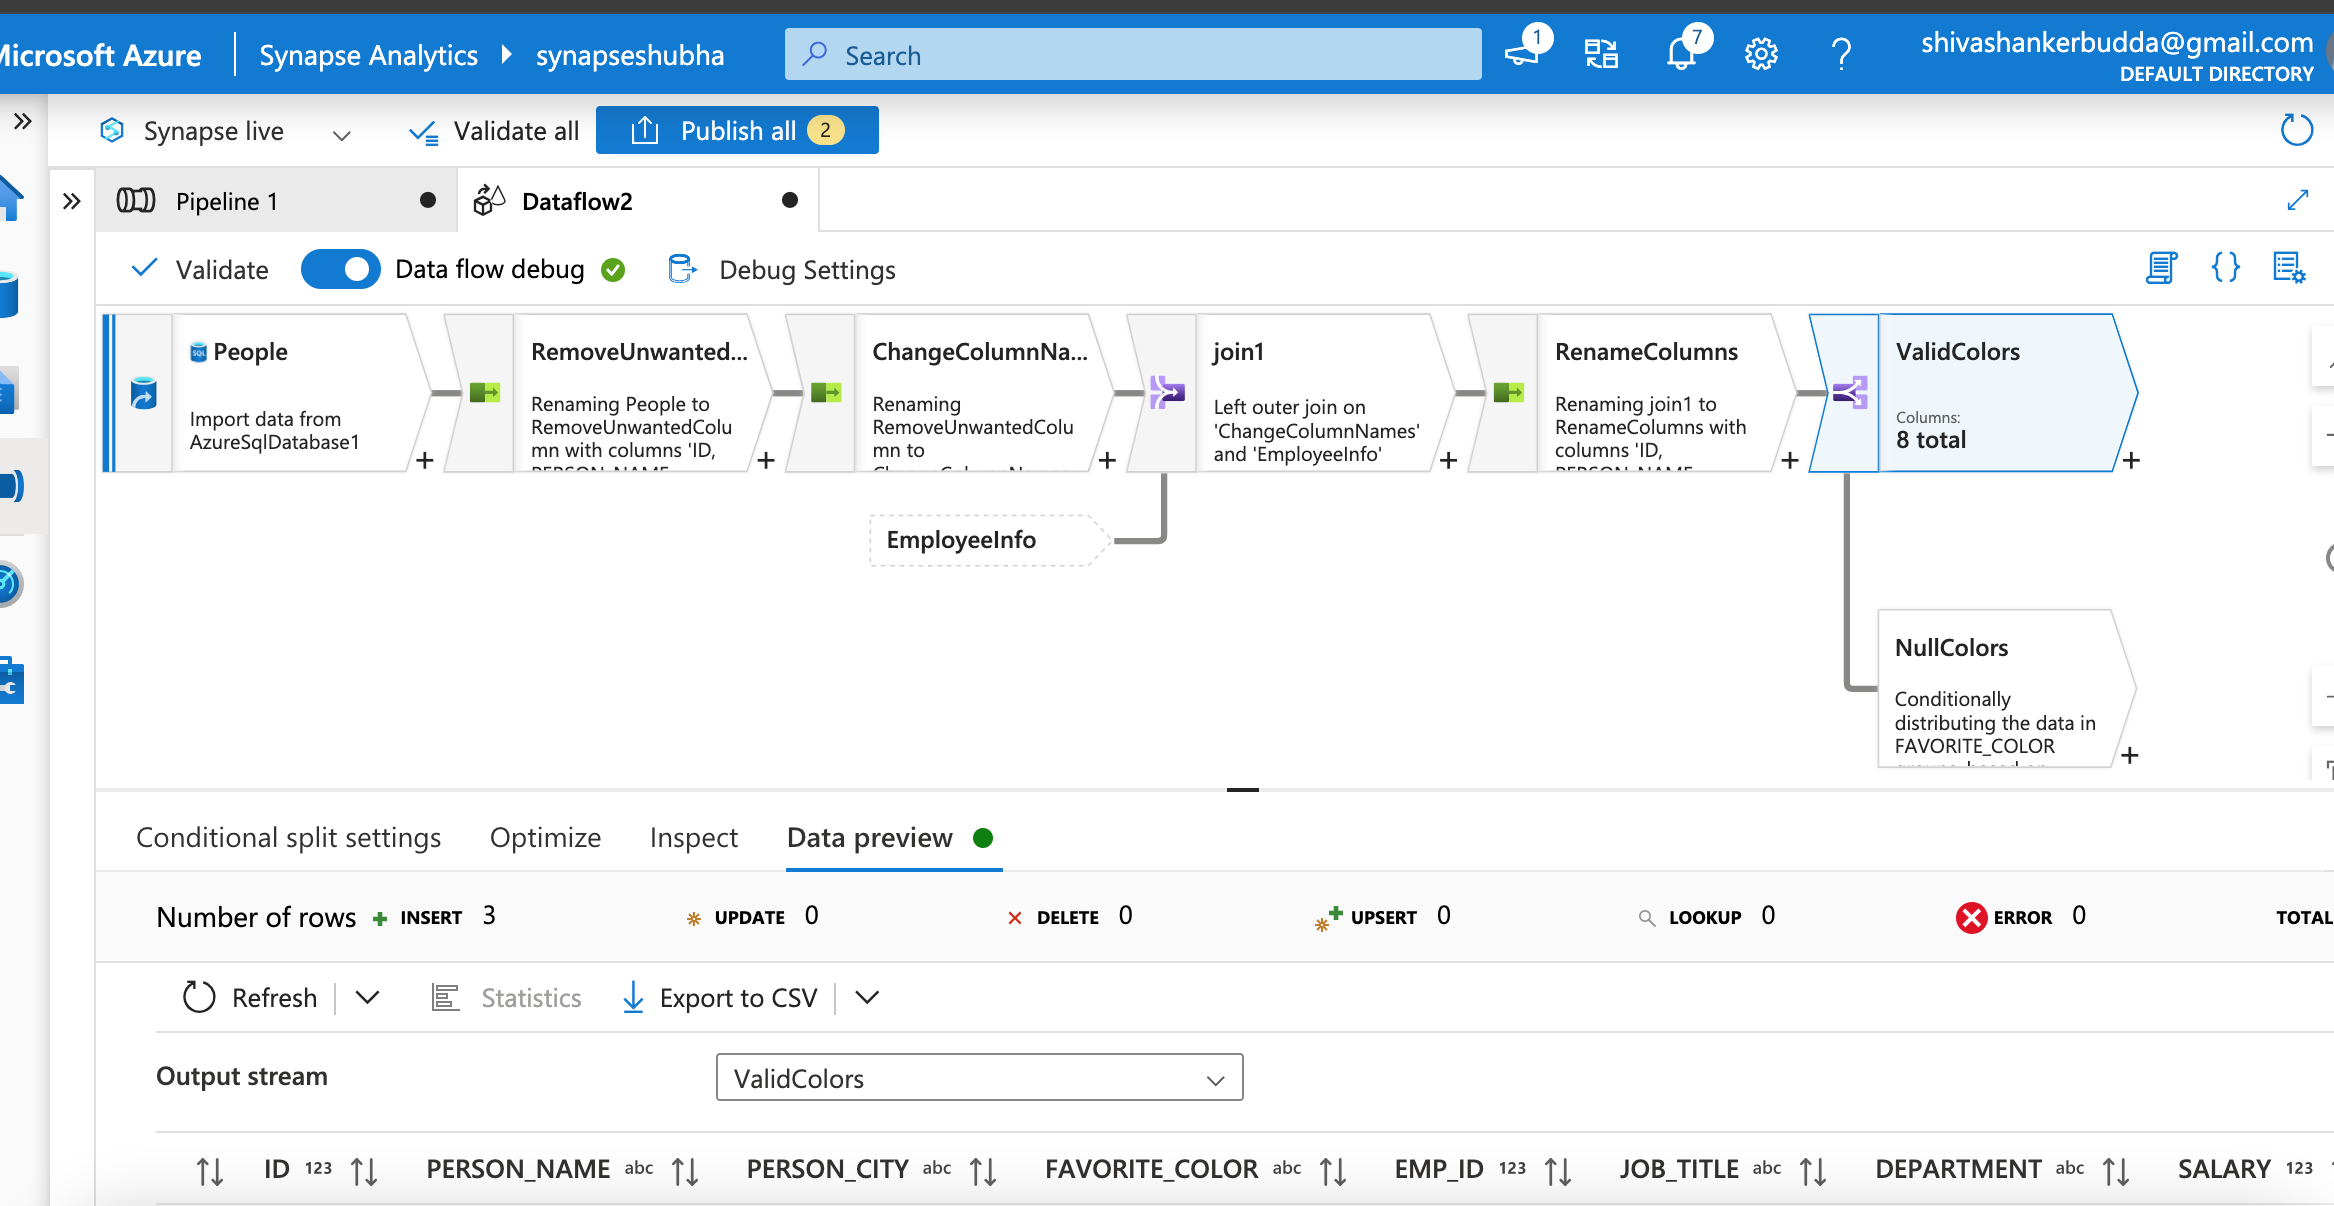 Microsoft Azure
Synapse Analytics
synapseshubha
Search
1
7
?
shivashankerbudda@gmail.com
DEFAULT DIRECTORY
Synapse live
Validate all
Publish all 2
Pipeline 1
Dataflow2
Validate
Data flow debug
Debug Settings
{}
SQL People
Import data from
AzureSqlDatabase1
+
RemoveUnwanted...
Renaming People to
RemoveUnwantedColu
mn with columns 'ID,
PERSON_NAME
+
ChangeColumnNa...
Renaming
RemoveUnwantedColu
mn to
+
join1
Left outer join on
'ChangeColumnNames'
and 'EmployeeInfo'
+
RenameColumns
Renaming join1 to
RenameColumns with
columns 'ID,
PERSON_NAME
+
ValidColors
Columns:
8 total
+
EmployeeInfo
NullColors
Conditionally
distributing the data in
FAVORITE_COLOR
+
Conditional split settings
Optimize
Inspect
Data preview
Number of rows
INSERT 3
UPDATE 0
DELETE 0
UPSERT 0
LOOKUP 0
ERROR 0
TOTAL
Refresh
Statistics
Export to CSV
Output stream
ValidColors
ID 123
PERSON_NAME abc
PERSON_CITY abc
FAVORITE_COLOR abc
EMP_ID 123
JOB_TITLE abc
DEPARTMENT abc
SALARY 123